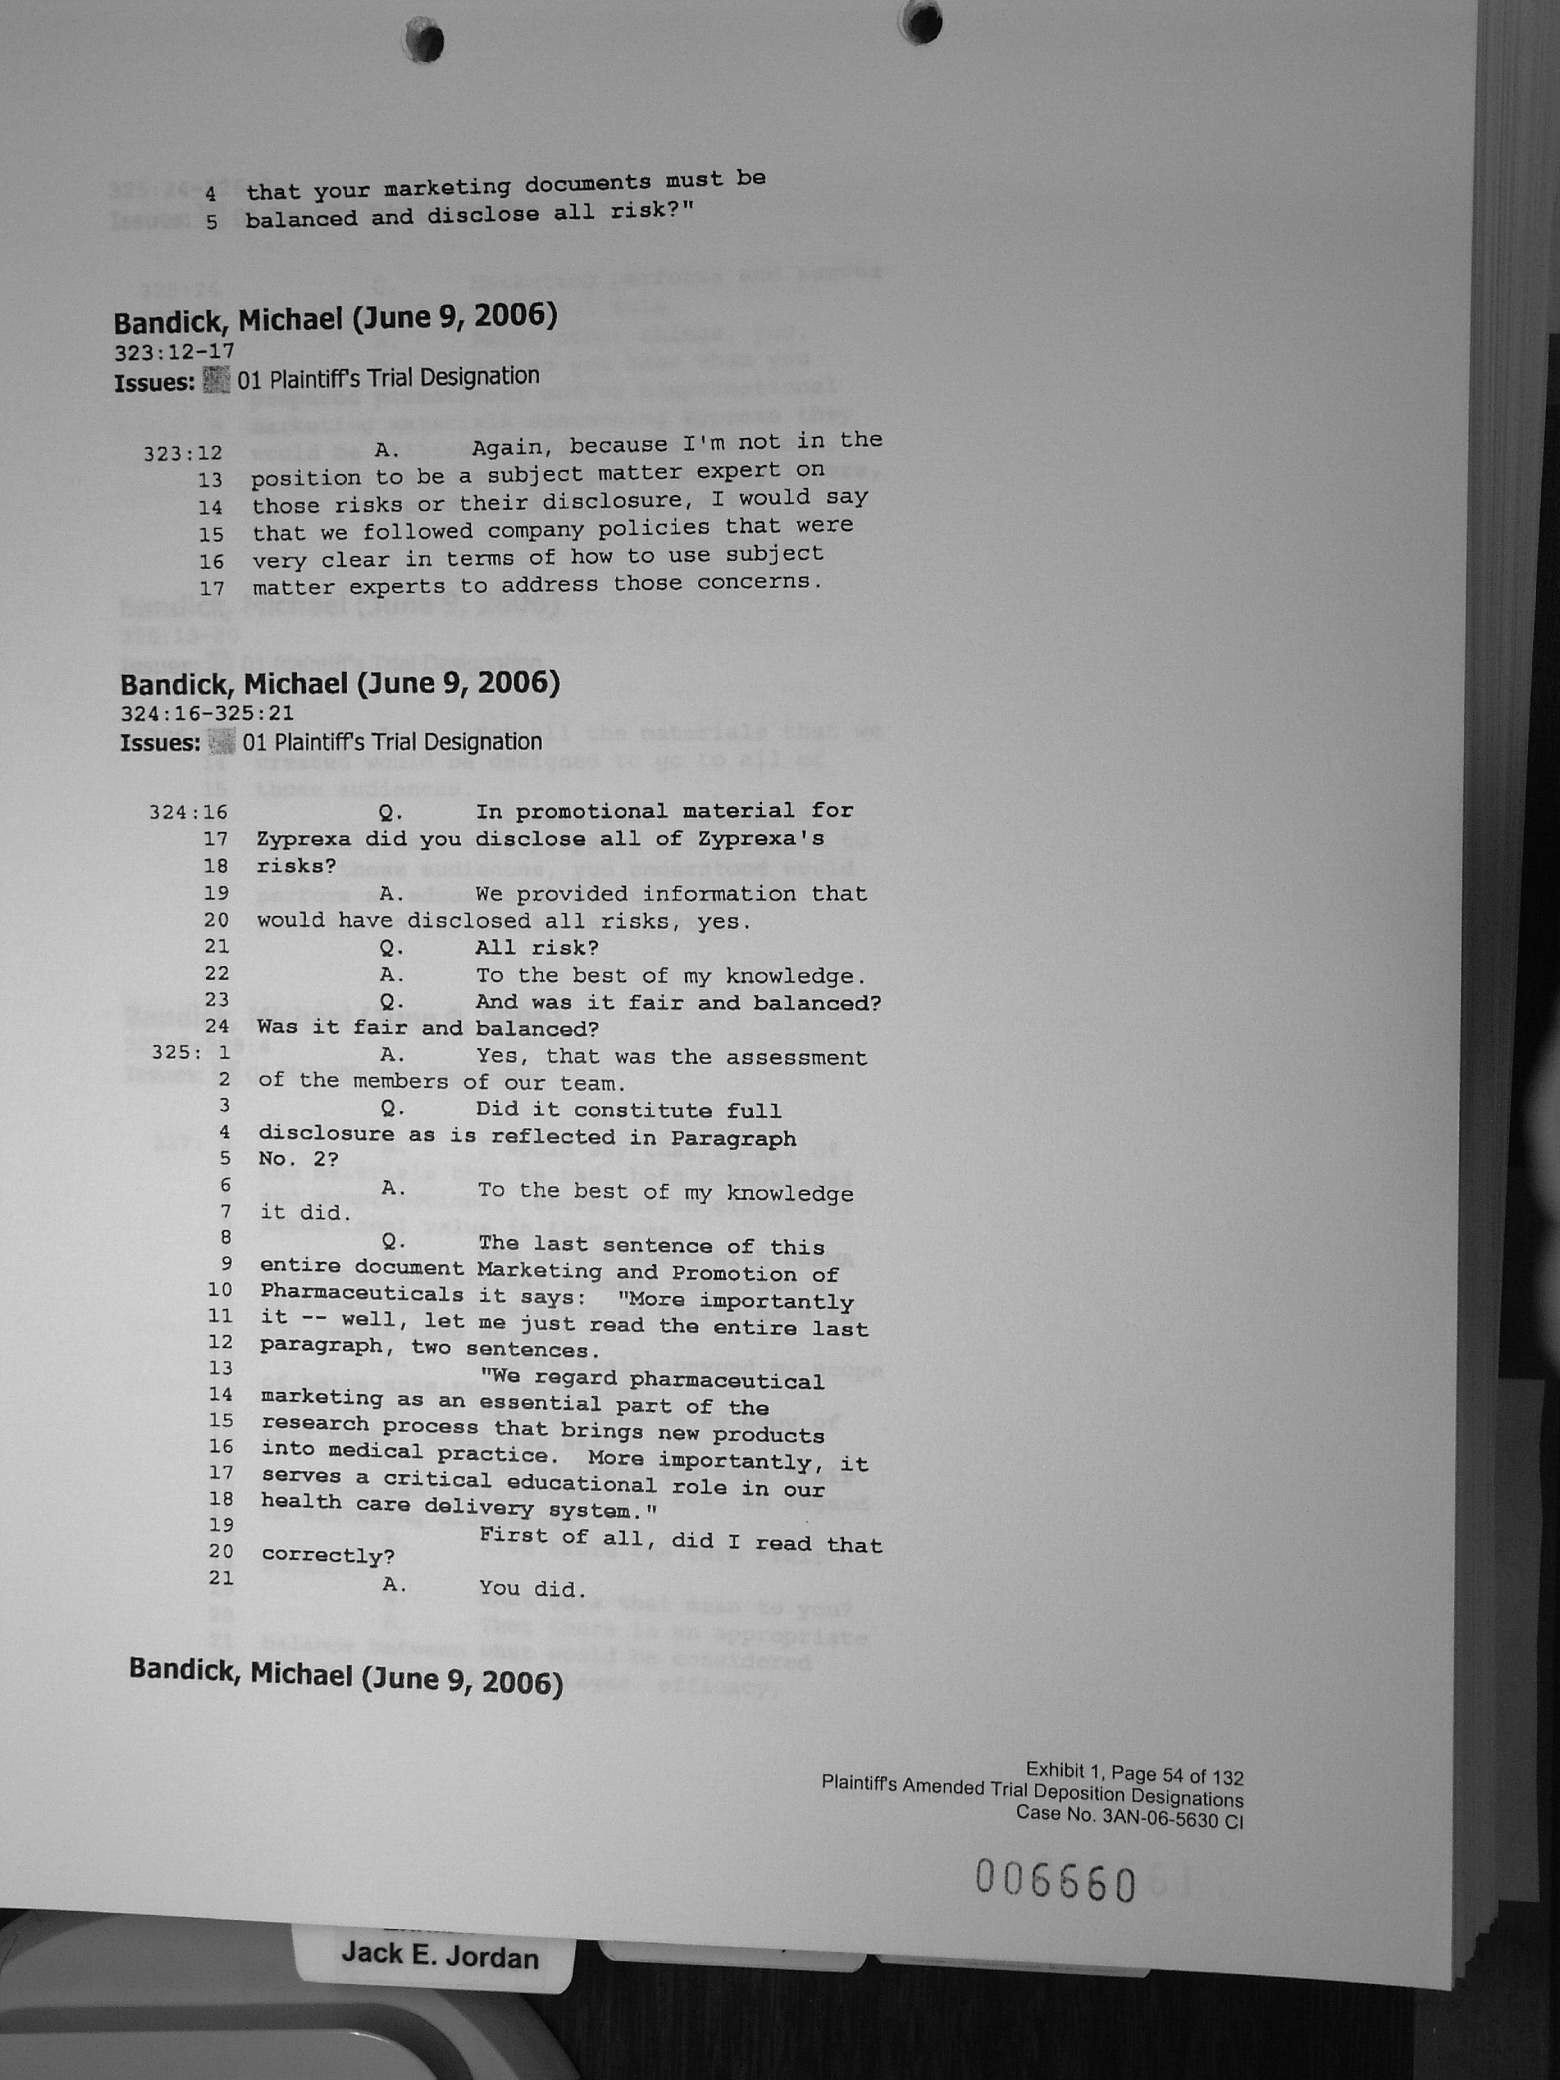 4 that your marketing documents must be
5 balanced and disclose all risk?"
Bandick, Michael (June 9, 2006)
323:12-17
Issues: 01 Plaintiff's Trial Designation
323:12 A. Again, because I'm not in the
13 position to be a subject matter expert on
14 those risks or their disclosure, I would say
15 that we followed company policies that were
16 very clear in terms of how to use subject
17 matter experts to address those concerns.
Bandick, Michael (June 9, 2006)
324:16-325:21
Issues: 01 Plaintiff's Trial Designation
324:16 Q. In promotional material for
17 Zyprexa did you disclose all of Zyprexa's
18 risks?
19 A. We provided information that
20 would have disclosed all risks, yes.
21 Q. All risk?
22 A. To the best of my knowledge.
23 Q. And was it fair and balanced?
24 Was it fair and balanced?
325: 1 A. Yes, that was the assessment
2 of the members of our team.
3 Q. Did it constitute full
4 disclosure as is reflected in Paragraph
5 No. 2?
6 A. To the best of my knowledge
7 it did.
8 Q. The last sentence of this
9 entire document Marketing and Promotion of
10 Pharmaceuticals it says: "More importantly
11 it -- well, let me just read the entire last
12 paragraph, two sentences.
13 "We regard pharmaceutical
14 marketing as an essential part of the
15 research process that brings new products
16 into medical practice. More importantly, it
17 serves a critical educational role in our
18 health care delivery system."
19 First of all, did I read that
20 correctly?
21 A. You did.
Bandick, Michael (June 9, 2006)
Exhibit 1, Page 54 of 132
Plaintiff's Amended Trial Deposition Designations
Case No. 3AN-06-5630 CI
006660
Jack E. Jordan